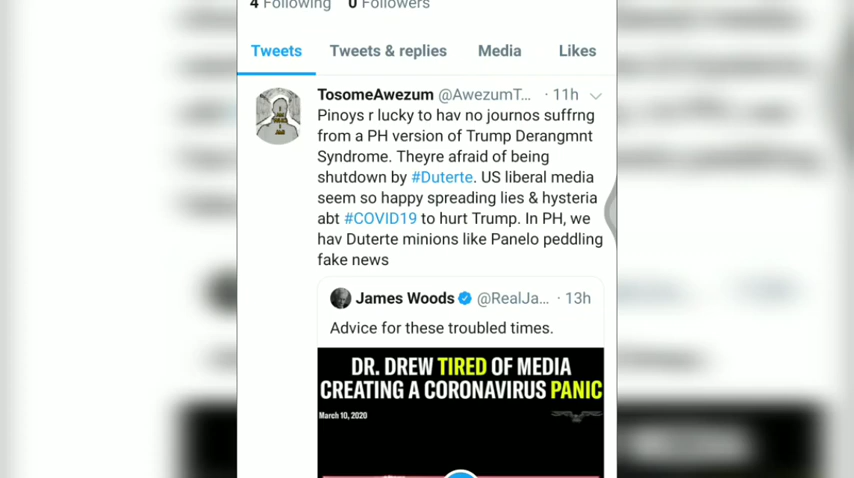 4 Following 0 Followers
Tweets Tweets & replies Media Likes
TosomeAwezum @AwezumT... · 11h
Pinoys r lucky to hav no journos suffrng
from a PH version of Trump Derangmnt
Syndrome. Theyre afraid of being
shutdown by #Duterte. US liberal media
seem so happy spreading lies & hysteria
abt #COVID19 to hurt Trump. In PH, we
hav Duterte minions like Panelo peddling
fake news
James Woods @RealJa... · 13h
Advice for these troubled times.
DR. DREW TIRED OF MEDIA
CREATING A CORONAVIRUS PANIC
March 10, 2020